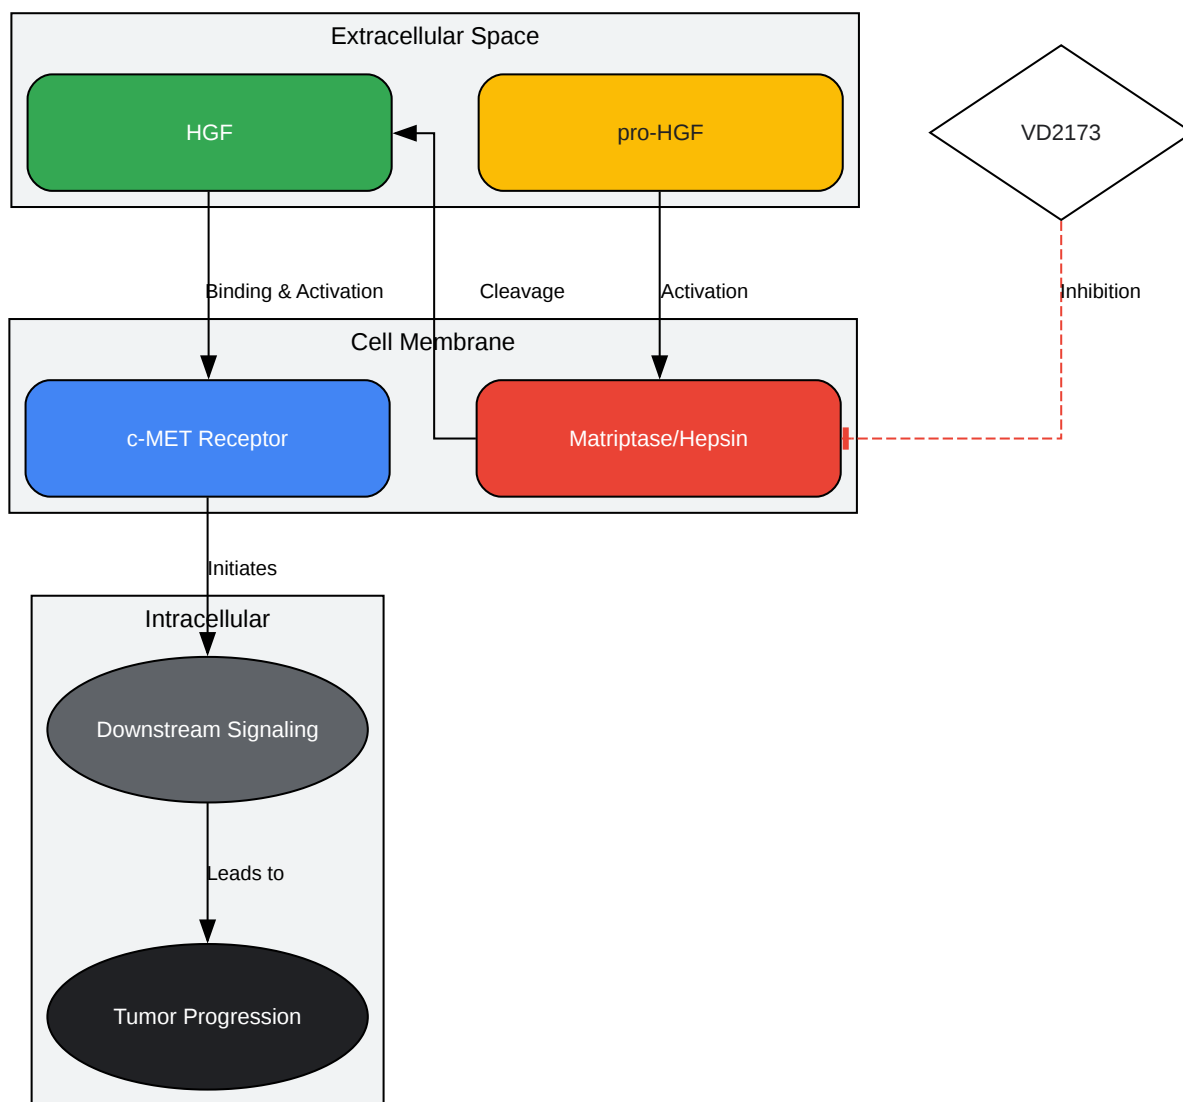 Extracellular Space
HGF
pro-HGF
VD2173
Binding & Activation
Cleavage
Activation
Inhibition
Cell Membrane
c-MET Receptor
Matriptase/Hepsin
Initiates
Intracellular
Downstream Signaling
Leads to
Tumor Progression